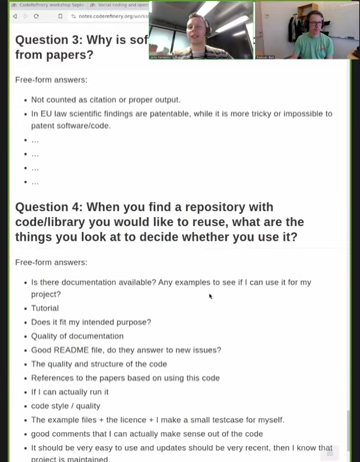 CodeRefinery Workshop Sept
Social coding and open
notes.coderefinery.org/works
Question 3: Why is sof
from papers?
Free-form answers:
• Not counted as citation or proper output.
• In EU law scientific findings are patentable, while it is more tricky or impossible to
patent software/code.
• ...
• ...
• ...
• ...
Question 4: When you find a repository with
code/library you would like to reuse, what are the
things you look at to decide whether you use it?
Free-form answers:
• Is there documentation available? Any examples to see if I can use it for my
project?
• Tutorial
• Does it fit my intended purpose?
• Quality of documentation
• Good README file, do they answer to new issues?
• The quality and structure of the code
• References to the papers based on using this code
• If I can actually run it
• code style / quality
• The example files + the licence + I make a small testcase for myself.
• good comments that I can actually make sense out of the code
• It should be very easy to use and updates should be very recent, then I know that
project is maintained.